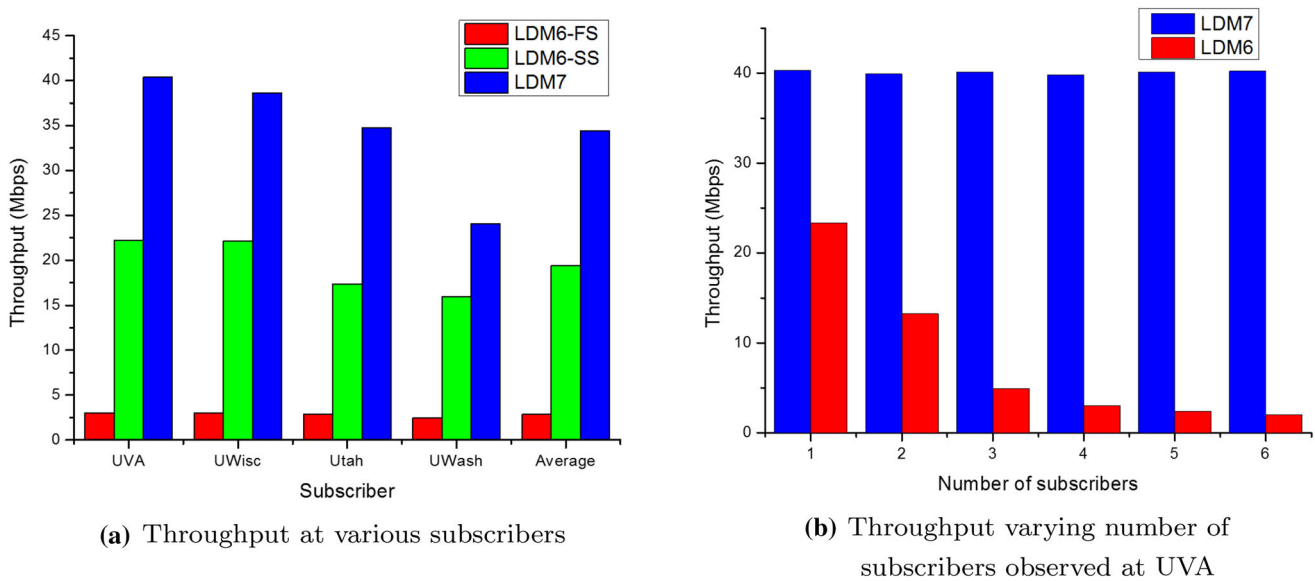 LDM6-FS
LDM6-SS
LDM7
45
40
35
30
25
20
15
10
5
0
Throughput (Mbps)
UVA UWisc Utah UWash Average
Subscriber
(a) Throughput at various subscribers
LDM7
LDM6
40
30
20
10
0
Throughput (Mbps)
1 2 3 4 5 6
Number of subscribers
(b) Throughput varying number of
subscribers observed at UVA